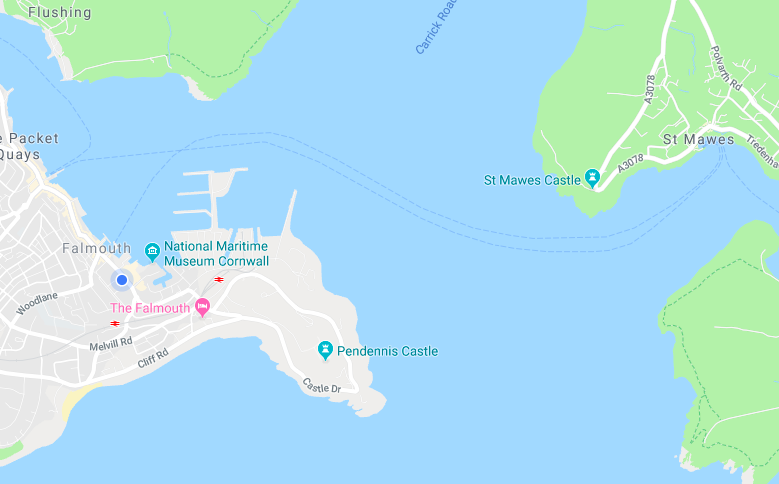 Flushing
Carrick Road
Polvarth Rd
A3078
e Packet
Quays
St Mawes
A3078
Tredenha
St Mawes Castle
Falmouth
National Maritime
Museum Cornwall
Woodlane
The Falmouth
Melvill Rd
Cliff Rd
Pendennis Castle
Castle Dr